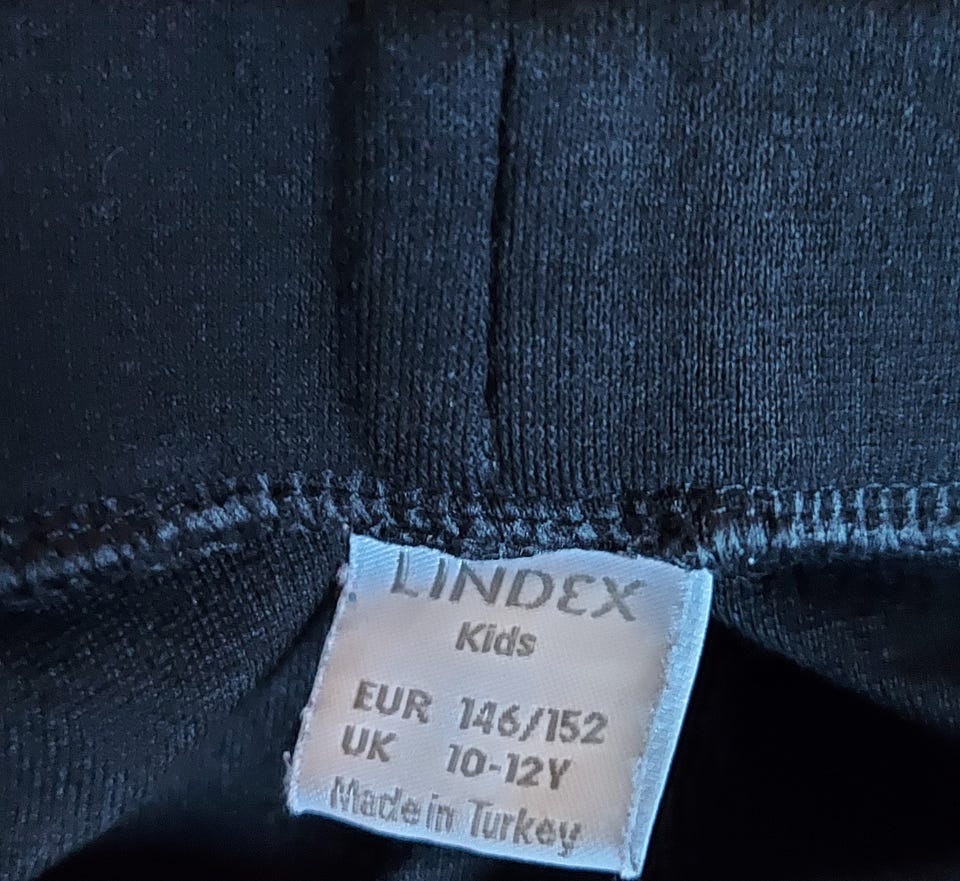 LINDEX
Kids
EUR 146/152
UK 10-12Y
Made in Turkey